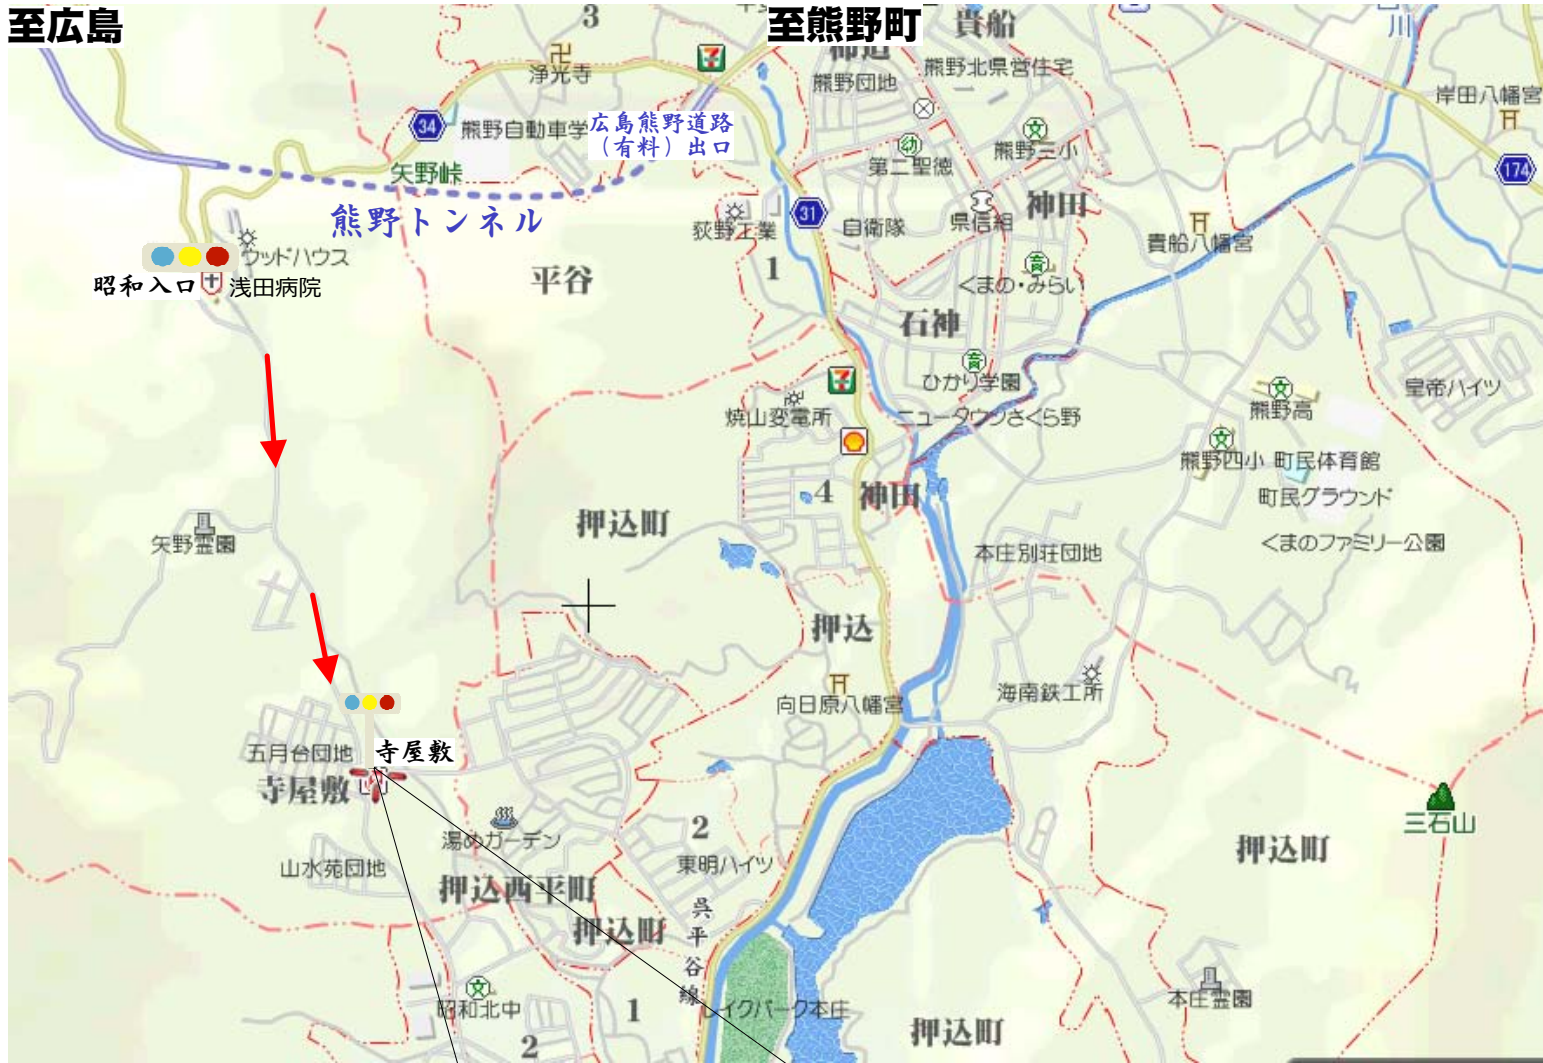 至広島
至熊野町
3
卍
浄光寺
貴船
川
熊野団地
熊野北県営住宅
岸田八幡宮
34
熊野自動車学
広島熊野道路
（有料）出口
文
熊野三小
幼
第二聖徳
174
矢野峠
熊野トンネル
荻野工業
31
自衛隊
県信組
神田
貴船八幡宮
ウッドハウス
昭和入口
浅田病院
平谷
1
育
くまの・みらい
石神
育
ひかり学園
7
焼山変電所
ニュータウンさくら野
文
熊野高
皇帝ハイツ
文
熊野四小
町民体育館
町民グラウンド
4
神田
矢野霊園
押込町
本庄別荘団地
くまのファミリー公園
押込
向日原八幡宮
海南鉄工所
五月台団地
寺屋敷
寺屋敷
湯めガーデン
2
東明ハイツ
三石山
押込町
山水苑団地
押込西平町
押込町
呉平谷線
文
昭和北中
1
レイクパーク本庄
本庄霊園
押込町
2